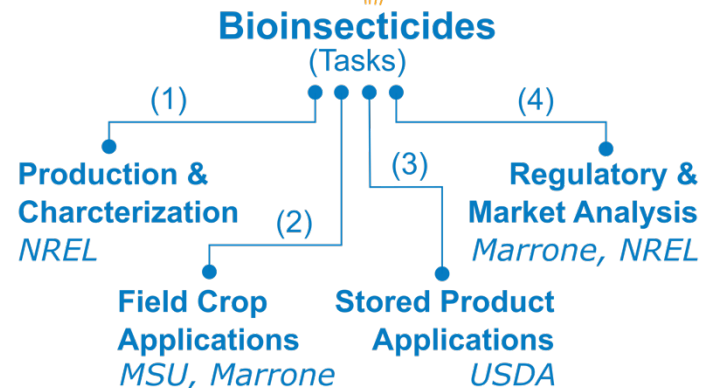 Bioinsecticides
(Tasks)
(1)
(4)
Production &
Charcterization
NREL
(3)
Regulatory &
Market Analysis
Marrone, NREL
(2)
Field Crop
Applications
MSU, Marrone
Stored Product
Applications
USDA